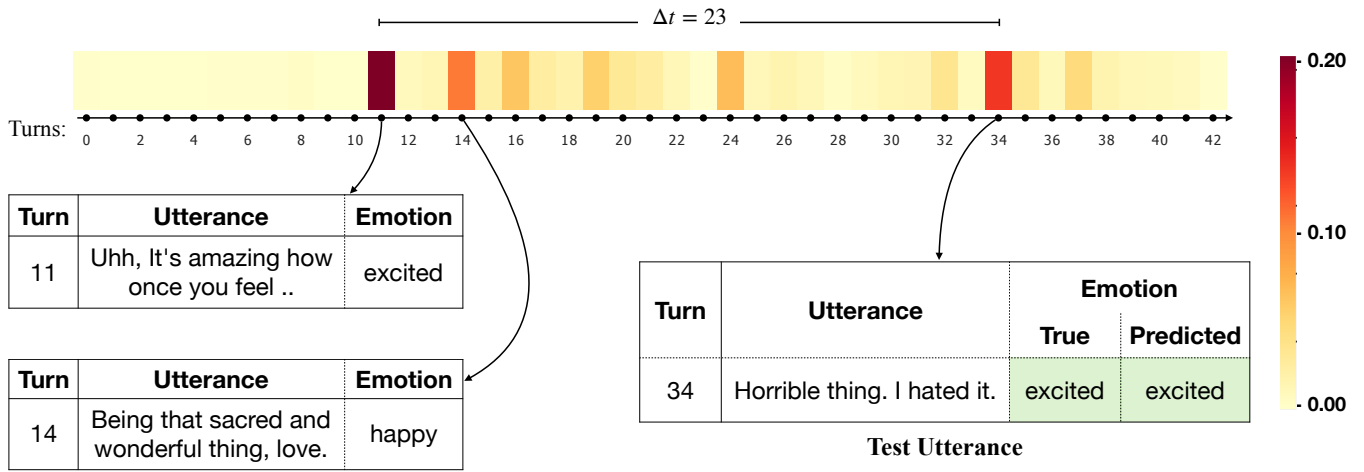 Δt = 23
0.20
0.10
0.00
Turns: 0 2 4 6 8 10 12 14 16 18 20 22 24 26 28 30 32 34 36 38 40 42
Turn Utterance Emotion
11 Uhh, It's amazing how once you feel .. excited
Turn Utterance Emotion
14 Being that sacred and wonderful thing, love. happy
Turn Utterance Emotion
True Predicted
34 Horrible thing. I hated it. excited excited
Test Utterance